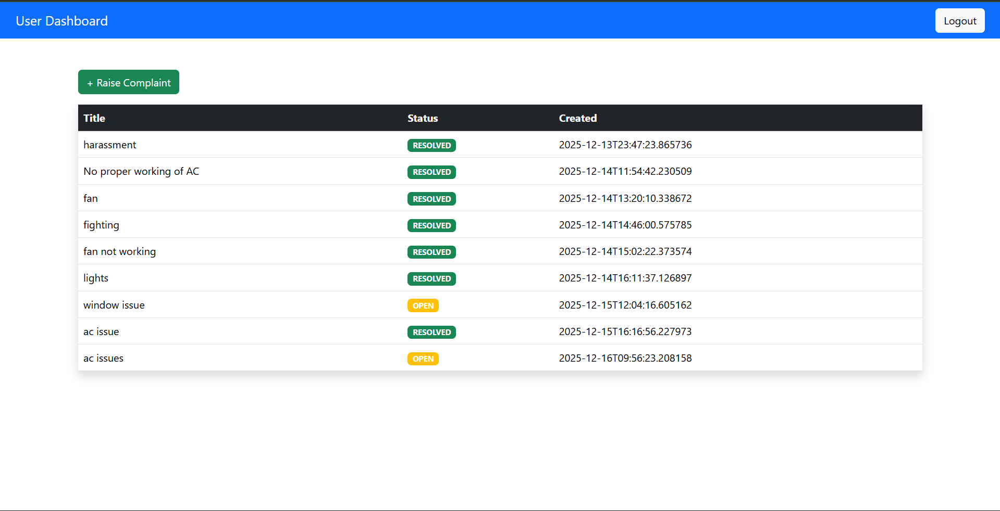 User Dashboard
Logout
+ Raise Complaint
Title Status Created
harassment RESOLVED 2025-12-13T23:47:23.865736
No proper working of AC RESOLVED 2025-12-14T11:54:42.230509
fan RESOLVED 2025-12-14T13:20:10.338672
fighting RESOLVED 2025-12-14T14:46:00.575785
fan not working RESOLVED 2025-12-14T15:02:22.373574
lights RESOLVED 2025-12-14T16:11:37.126897
window issue OPEN 2025-12-15T12:04:16.605162
ac issue RESOLVED 2025-12-15T16:16:56.227973
ac issues OPEN 2025-12-16T09:56:23.208158